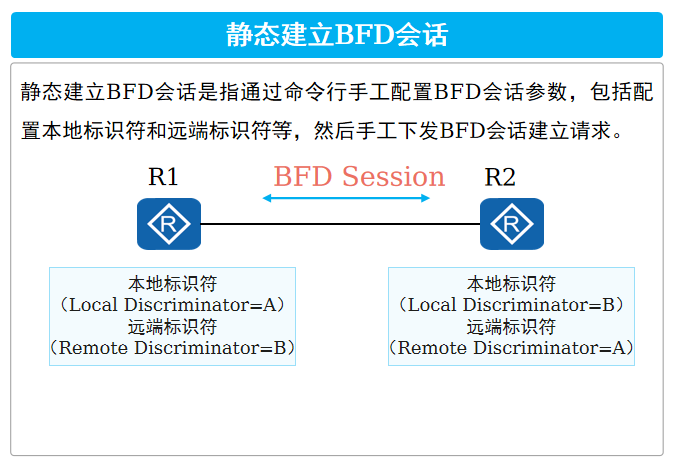 静态建立BFD会话
静态建立BFD会话是指通过命令行手工配置BFD会话参数，包括配
置本地标识符和远端标识符等，然后手工下发BFD会话建立请求。
BFD Session
R1
R2
R
R
本地标识符
（Local Discriminator=A）
远端标识符
（Remote Discriminator=B）
本地标识符
（Local Discriminator=B）
远端标识符
（Remote Discriminator=A）